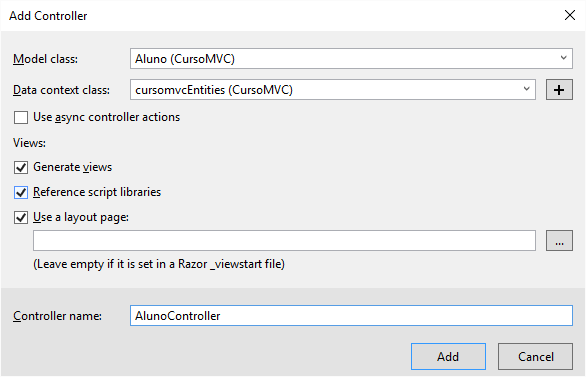 Add Controller
Model class: Aluno (CursoMVC)
Data context class: cursomvcEntities (CursoMVC) +
Use async controller actions
Views:
Generate views
Reference script libraries
Use a layout page:
...
(Leave empty if it is set in a Razor _viewstart file)
Controller name: AlunoController
Add Cancel